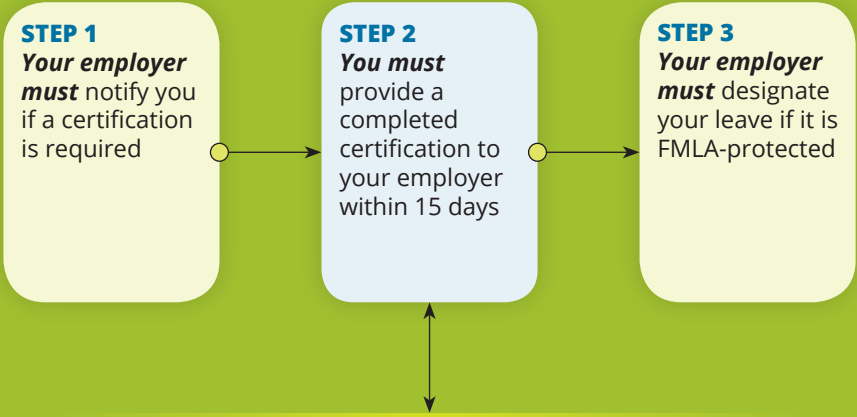 STEP 1
Your employer
must notify you
if a certification
is required
STEP 2
You must
provide a
completed
certification to
your employer
within 15 days
STEP 3
Your employer
must designate
your leave if it is
FMLA-protected